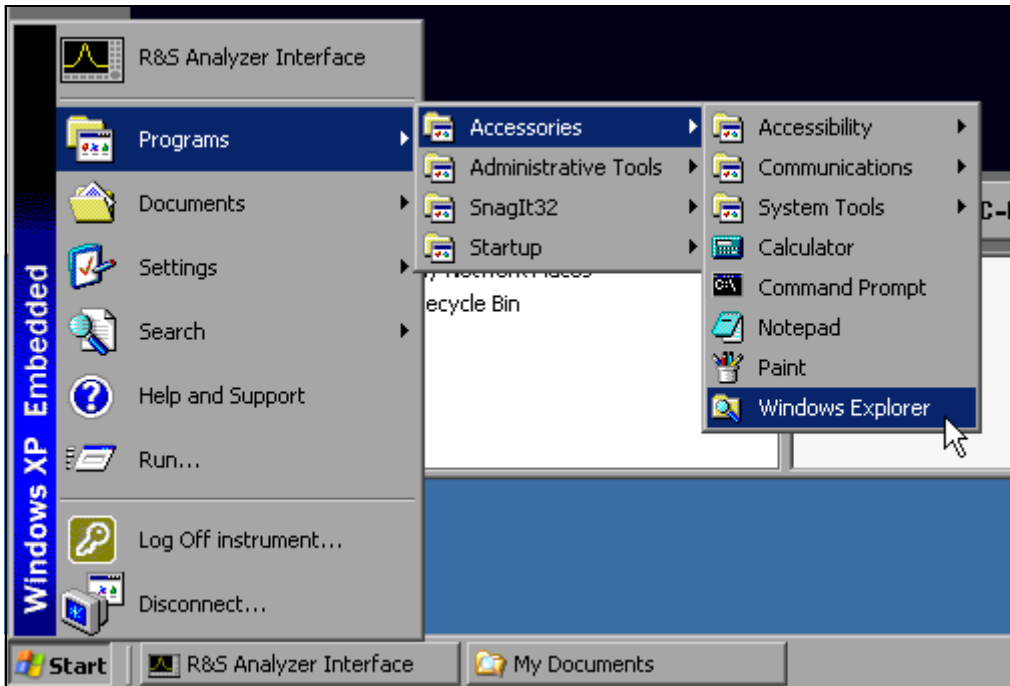 R&S Analyzer Interface
Programs
Documents
Settings
Search
Help and Support
Run...
Log Off instrument...
Disconnect...
Windows XP Embedded
Accessories
Administrative Tools
SnagIt32
Startup
Accessibility
Communications
System Tools
Calculator
Command Prompt
Notepad
Paint
Windows Explorer
ecycle Bin
Start
R&S Analyzer Interface
My Documents